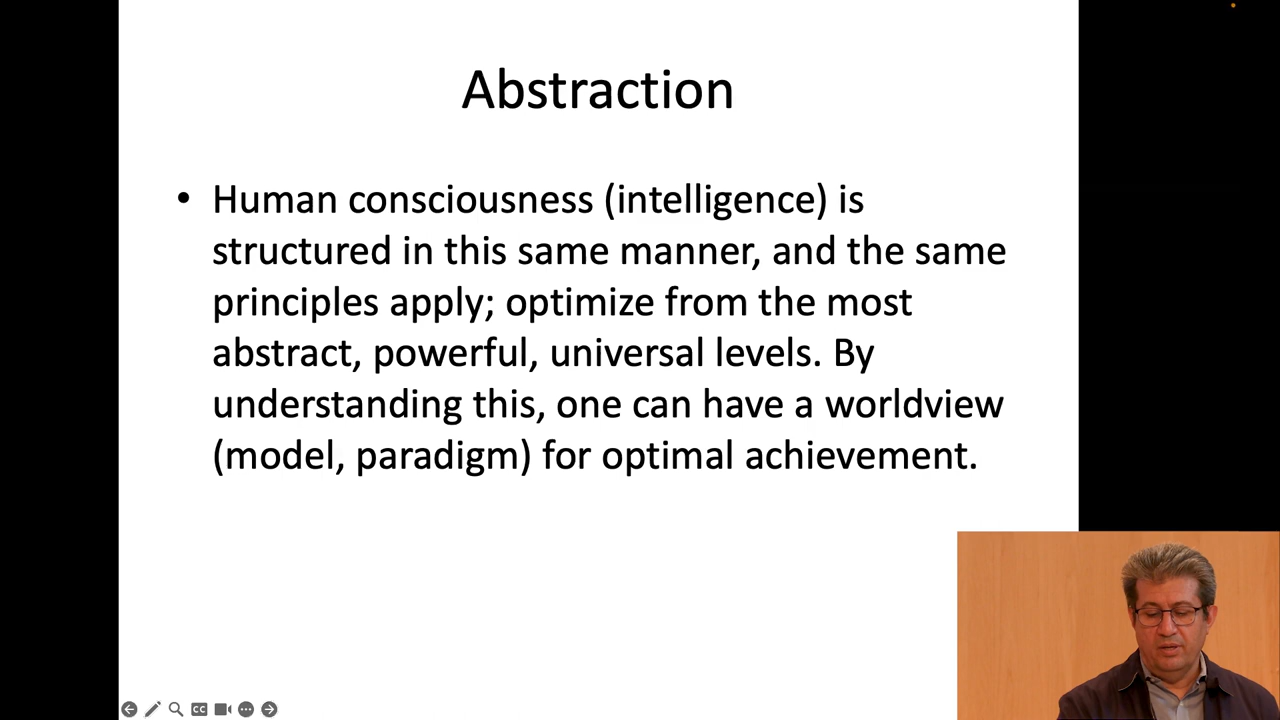 Abstraction
• Human consciousness (intelligence) is
structured in this same manner, and the same
principles apply; optimize from the most
abstract, powerful, universal levels. By
understanding this, one can have a worldview
(model, paradigm) for optimal achievement.
CC